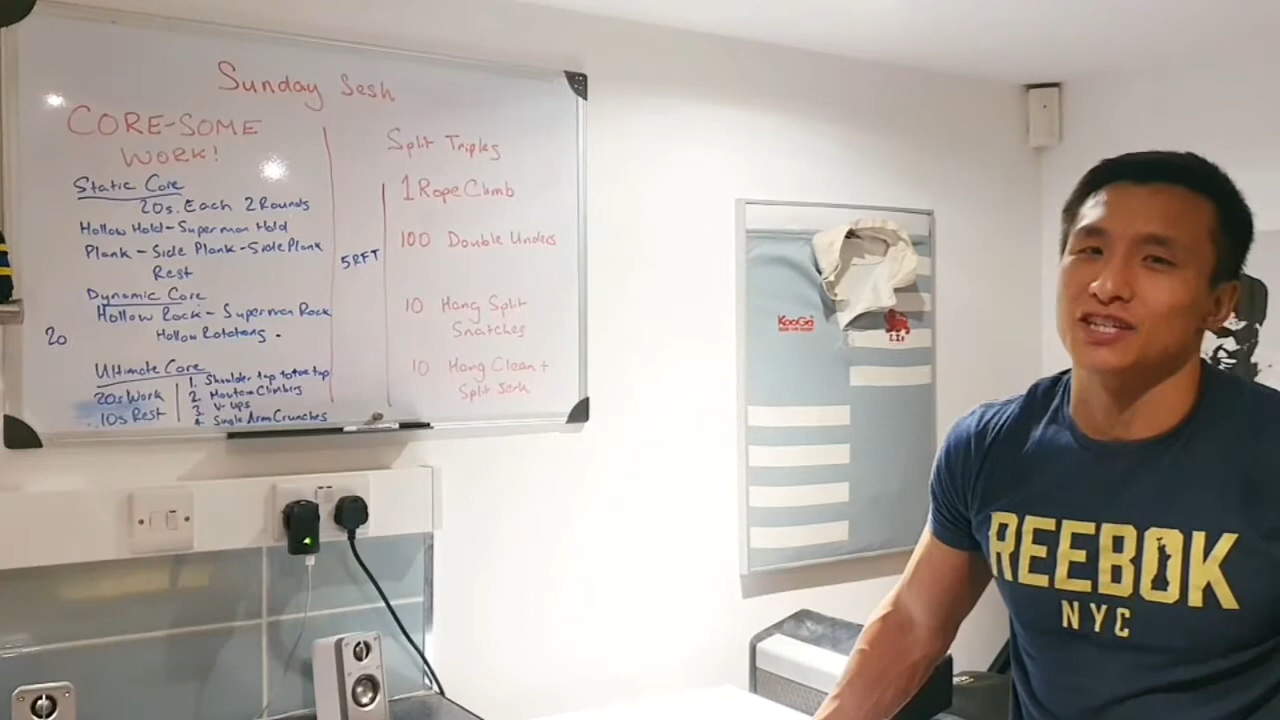 Sunday Sesh
CORE-SOME
WORK!
Static Core
20s. Each 2 Rounds
Hollow Hold - Superman Hold
Plank - Side Plank - Side Plank
Rest
Dynamic Core
Hollow Rock - Superman Rock
20
Hollow Rotations.
Ultimate Core
20s Work
10s Rest
1. Shoulder tap to toe tap
2. Climbers
3. V-ups
4. Single Arm Crunches
5RFT
Split Triples
1 Rope Climb
100 Double Unders
10 Hang Split
Snatches
10 Hang Clean +
Split Jerk
KooGa
REEBOK
NYC